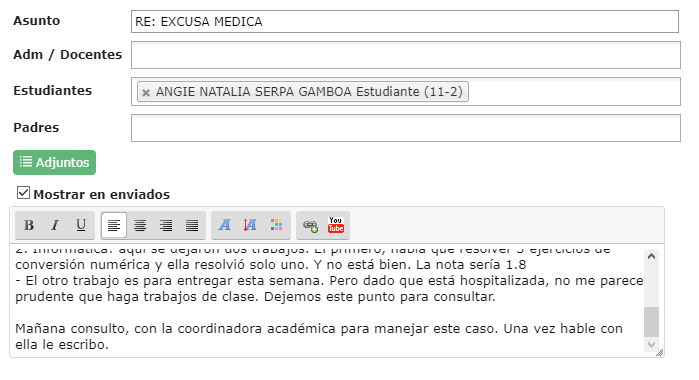 Asunto RE: EXCUSA MEDICA
Adm / Docentes
Estudiantes × ANGIE NATALIA SERPA GAMBOA Estudiante (11-2)
Padres
Adjuntos
Mostrar en enviados
B I U A A You Tube
2. Informática: aquí se dejaron dos trabajos. El primero, había que resolver 5 ejercicios de
conversión numérica y ella resolvió solo uno. Y no está bien. La nota sería 1.8
- El otro trabajo es para entregar esta semana. Pero dado que está hospitalizada, no me parece
prudente que haga trabajos de clase. Dejemos este punto para consultar.
Mañana consulto, con la coordinadora académica para manejar este caso. Una vez hable con
ella le escribo.